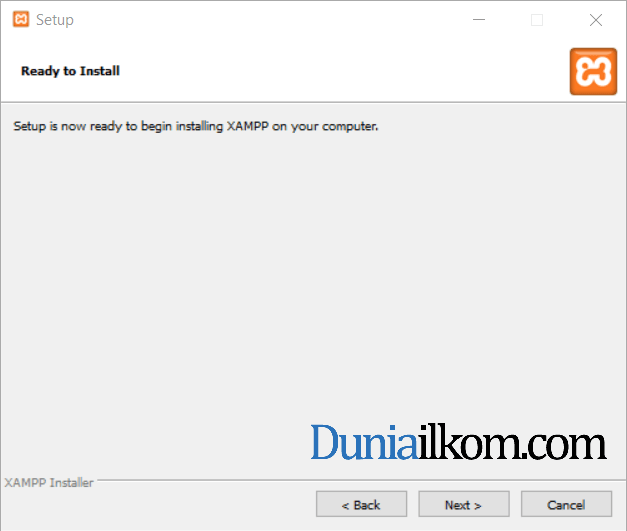 Setup
Ready to Install
Setup is now ready to begin installing XAMPP on your computer.
Duniailkom.com
XAMPP Installer
< Back Next > Cancel